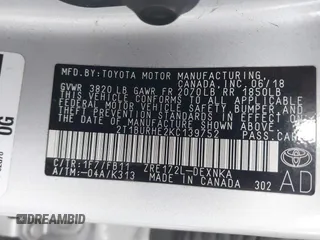 MFD.BY:TOYOTA MOTOR MANUFACTURING
CANADA, INC. 06/18
GVWR 3820 LB GAWR FR 2020LB RR 1850LB
THIS VEHICLE CONFORMS TO ALL APPLICABLE
FEDERAL MOTOR VEHICLE SAFETY, BUMPER AND
THEFT PREVENTION STANDARDS IN EFFECT ON
THE DATE OF MANUFACTURE SHOWN ABOVE.
2T1BURHE2KC139752 PASS CAR
C/TR:1F7/FB11 ZRE172L-DEXNKA
A/TM:-04A/K313 MADE IN CANADA 302
AD
OG
DREAMBID